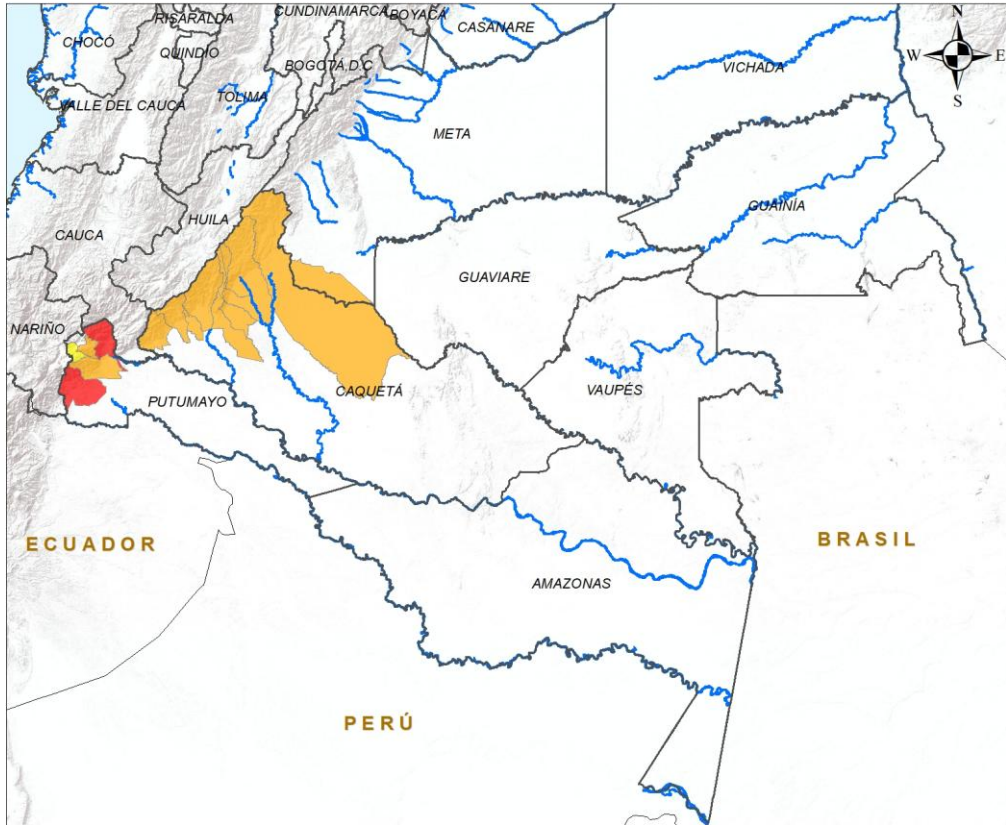 CUNDINAMARCA
BOYACÁ
RISARALDA
CASANARE
N
CHOCÓ
QUINDÍO
BOGOTÁ D.C
W
E
VICHADA
S
VALLE DEL CAUCA
TOLIMA
META
HUILA
GUAINÍA
CAUCA
GUAVIARE
NARIÑO
CAQUETÁ
VAUPÉS
PUTUMAYO
ECUADOR
BRASIL
AMAZONAS
PERÚ